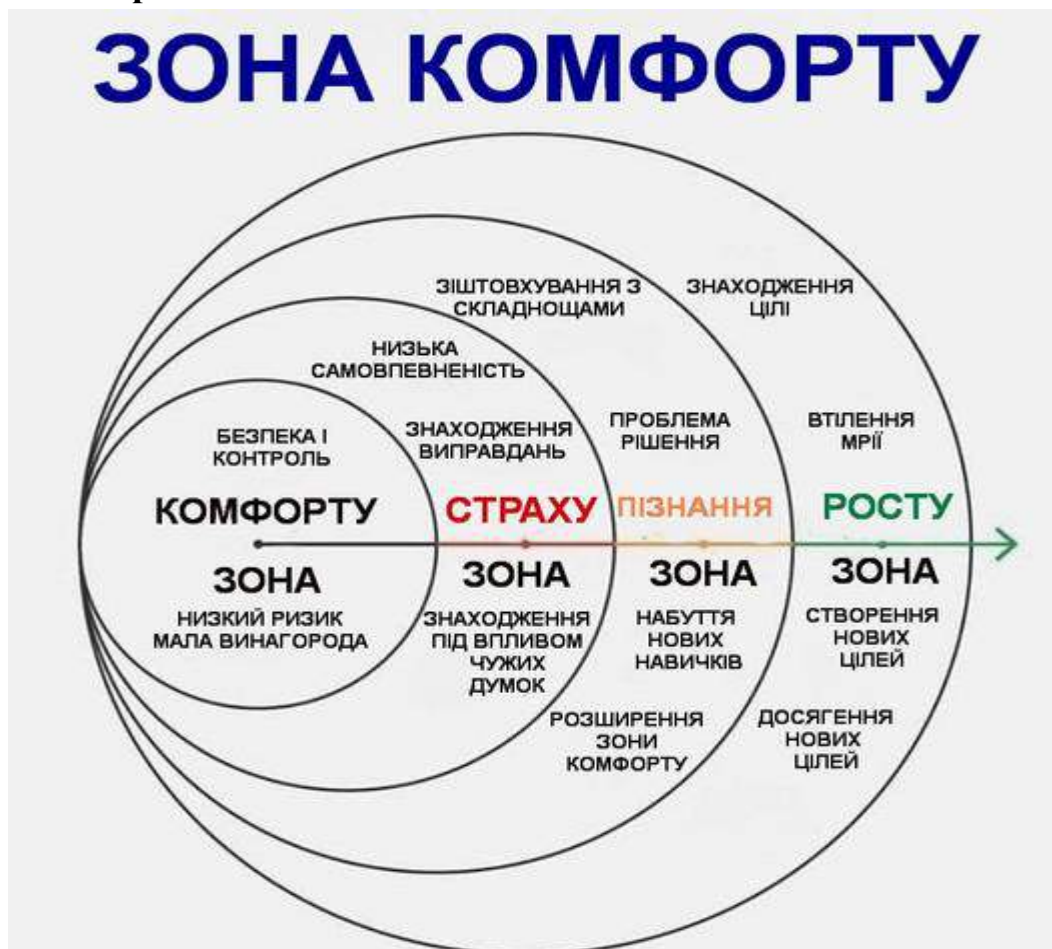 ЗОНА КОМФОРТУ
ЗІШТОВХУВАННЯ З
СКЛАДНОЩАМИ
ЗНАХОДЖЕННЯ
ЦІЛІ
НИЗЬКА
САМОВПЕВНЕНІСТЬ
БЕЗПЕКА І
КОНТРОЛЬ
ЗНАХОДЖЕННЯ
ВИПРАВДАНЬ
ПРОБЛЕМА
РІШЕННЯ
ВТІЛЕННЯ
МРІЇ
КОМФОРТУ
СТРАХУ
ПІЗНАННЯ
РОСТУ
ЗОНА
ЗОНА
ЗОНА
ЗОНА
НИЗКИЙ РИЗИК
МАЛА ВИНАГОРОДА
ЗНАХОДЖЕННЯ
ПІД ВПЛИВОМ
ЧУЖИХ
ДУМОК
НАБУТТЯ
НОВИХ
НАВИЧКІВ
СТВОРЕННЯ
НОВИХ
ЦІЛЕЙ
РОЗШИРЕННЯ
ЗОНИ
КОМФОРТУ
ДОСЯГЕННЯ
НОВИХ
ЦІЛЕЙ